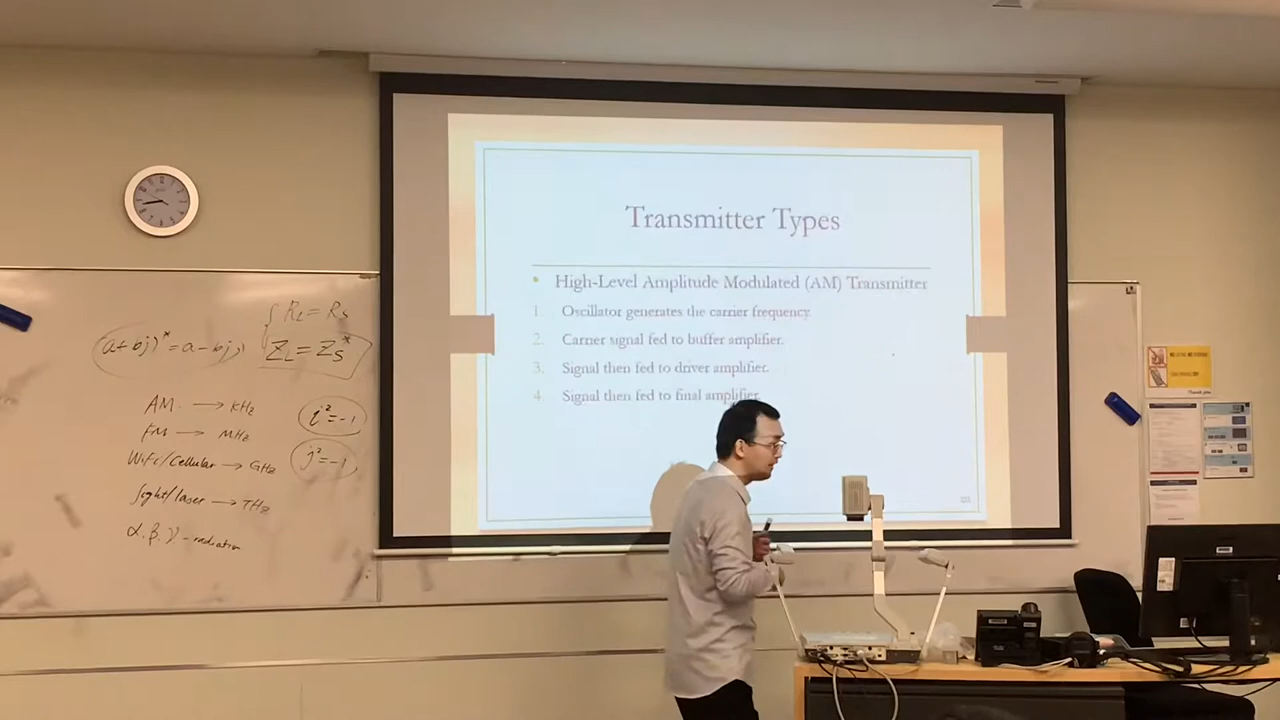 Transmitter Types
• High-Level Amplitude Modulated (AM) Transmitter
1. Oscillator generates the carrier frequency.
2. Carrier signal fed to buffer amplifier.
3. Signal then fed to driver amplifier.
4. Signal then fed to final amplifier.
{ RL = Rs
(a+bj)* = a-bj
ZL = Zs*
AM. → kHz
FM → MHz
WiFi/Cellular → GHz
light/laser → THz
α, β, γ - radiation
i² = -1
j² = -1